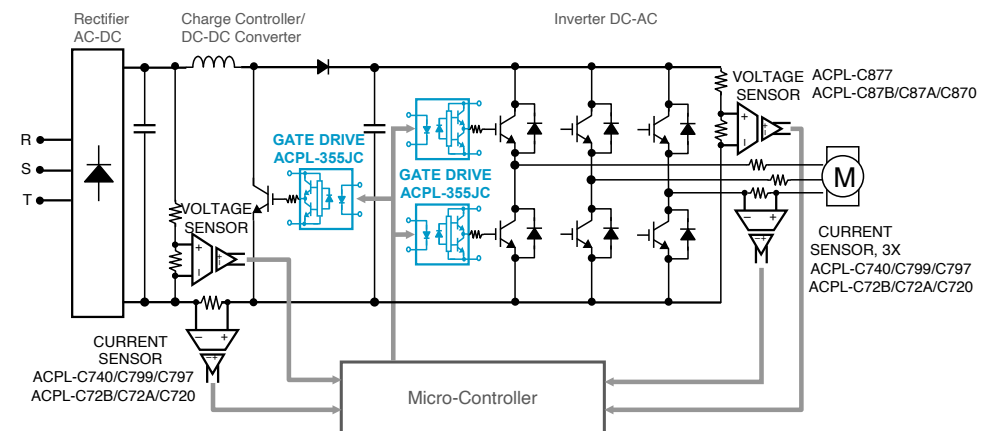 Rectifier
AC-DC
Charge Controller/
DC-DC Converter
Inverter DC-AC
R
S
T
VOLTAGE
SENSOR
GATE DRIVE
ACPL-355JC
GATE DRIVE
ACPL-355JC
VOLTAGE
SENSOR
ACPL-C877
ACPL-C87B/C87A/C870
+
−
+
−
M
− +
− +
CURRENT
SENSOR, 3X
ACPL-C740/C799/C797
ACPL-C72B/C72A/C720
+
−
+
−
− +
− +
CURRENT
SENSOR
ACPL-C740/C799/C797
ACPL-C72B/C72A/C720
Micro-Controller